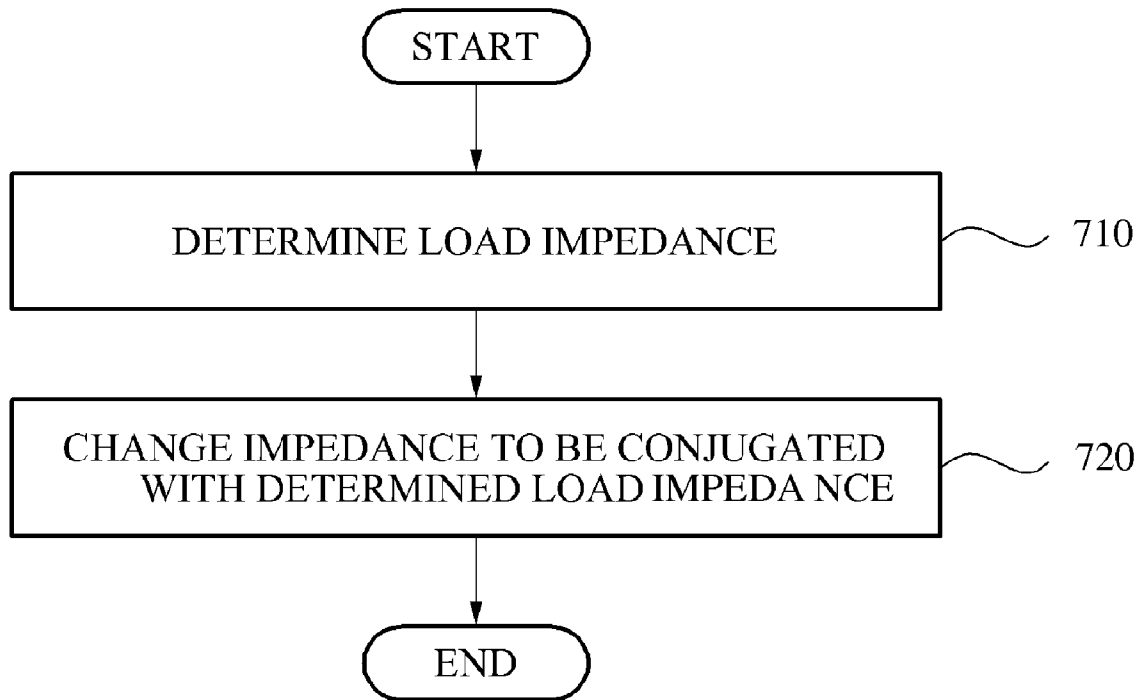 START
DETERMINE LOAD IMPEDANCE
710
CHANGE IMPEDANCE TO BE CONJUGATED
WITH DETERMINED LOAD IMPEDA NCE
720
END